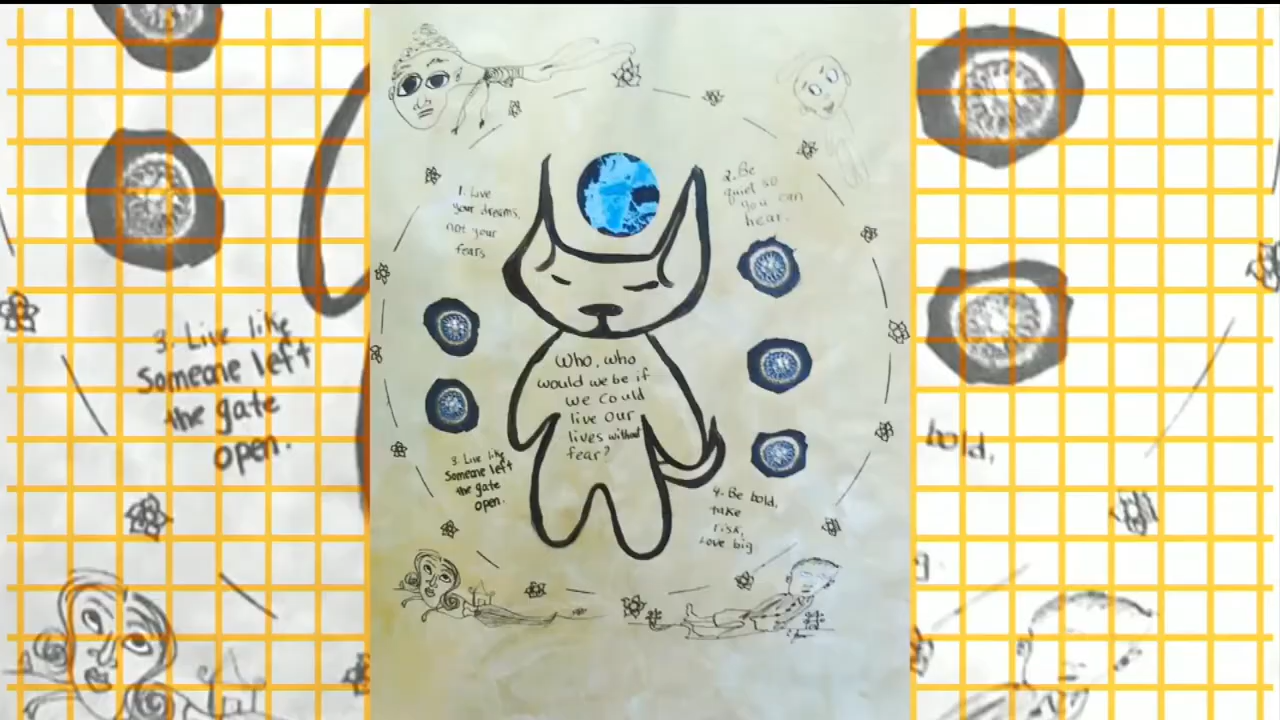 1. Live
your dreams,
not your
fears
2. Be
quiet so
you can
hear.
Who, who
would we be if
we could
live our
lives without
fear?
3. Live like
Someone left
the gate
open.
4. Be bold,
take
risk,
Love big
3. Live like
Someone left
the gate
open.
bold,